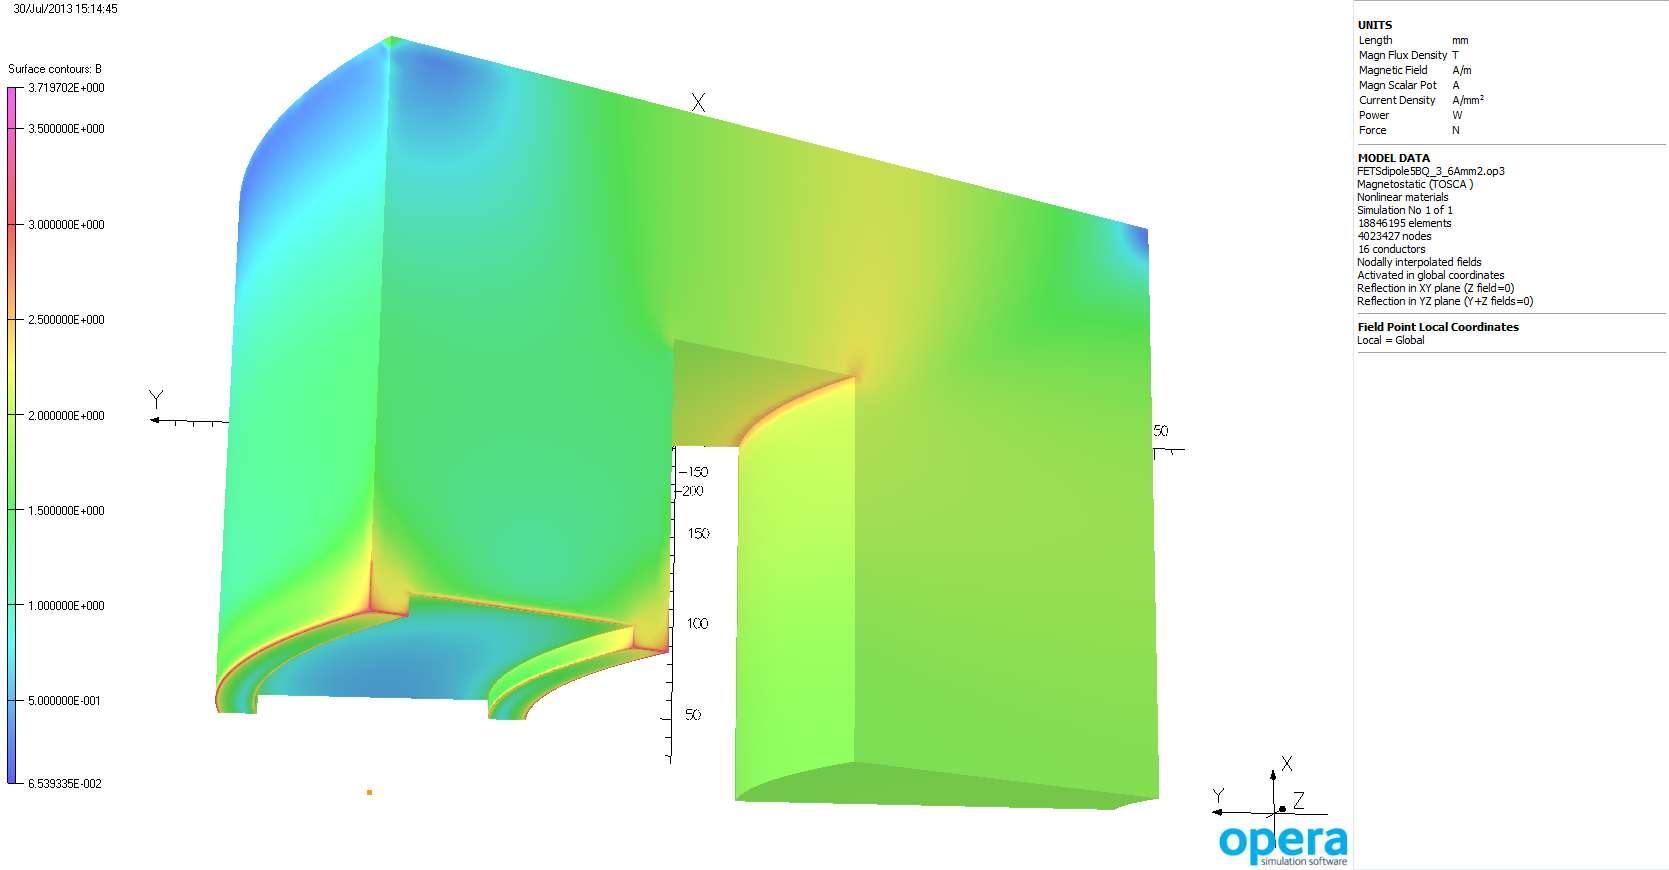 30/Jul/2013 15:14:45
Surface contours: B
3.719702E+000
3.500000E+000
3.000000E+000
2.500000E+000
2.000000E+000
1.500000E+000
1.000000E+000
5.000000E-001
6.539335E-002
X
Y
50
-150
-200
150
100
50
X
Y
Z
opera
simulation software
UNITS
Length mm
Magn Flux Density T
Magnetic Field A/m
Magn Scalar Pot A
Current Density A/mm²
Power W
Force N
MODEL DATA
FETSdipole5BQ_3_6Amm2.op3
Magnetostatic (TOSCA )
Nonlinear materials
Simulation No 1 of 1
18846195 elements
4023427 nodes
16 conductors
Nodally interpolated fields
Activated in global coordinates
Reflection in XY plane (Z field=0)
Reflection in YZ plane (Y+Z fields=0)
Field Point Local Coordinates
Local = Global